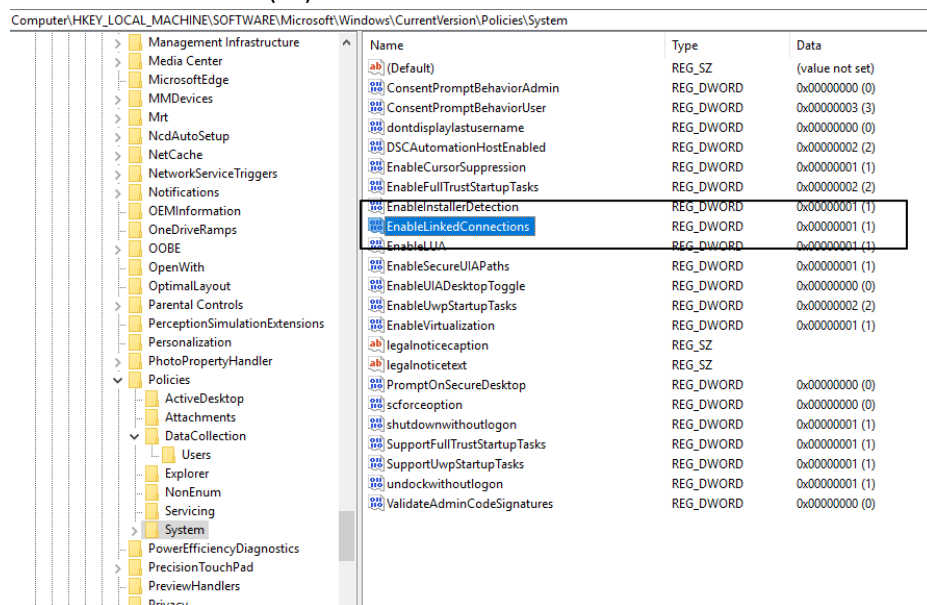 Computer\HKEY_LOCAL_MACHINE\SOFTWARE\Microsoft\Windows\CurrentVersion\Policies\System
Management Infrastructure
Media Center
MicrosoftEdge
MMDevices
Mrt
NcdAutoSetup
NetCache
NetworkServiceTriggers
Notifications
OEMInformation
OneDriveRamps
OOBE
OpenWith
OptimalLayout
Parental Controls
PerceptionSimulationExtensions
Personalization
PhotoPropertyHandler
Policies
ActiveDesktop
Attachments
DataCollection
Users
Explorer
NonEnum
Servicing
System
PowerEfficiencyDiagnostics
PrecisionTouchPad
PreviewHandlers
Privacy
Name Type Data
(Default) REG_SZ (value not set)
ConsentPromptBehaviorAdmin REG_DWORD 0x00000000 (0)
ConsentPromptBehaviorUser REG_DWORD 0x00000003 (3)
dontdisplaylastusername REG_DWORD 0x00000000 (0)
DSCAutomationHostEnabled REG_DWORD 0x00000002 (2)
EnableCursorSuppression REG_DWORD 0x00000001 (1)
EnableFullTrustStartupTasks REG_DWORD 0x00000002 (2)
EnableInstallerDetection REG_DWORD 0x00000001 (1)
EnableLinkedConnections REG_DWORD 0x00000001 (1)
EnableLUA REG_DWORD 0x00000001 (1)
EnableSecureUIAPaths REG_DWORD 0x00000001 (1)
EnableUIADesktopToggle REG_DWORD 0x00000000 (0)
EnableUwpStartupTasks REG_DWORD 0x00000002 (2)
EnableVirtualization REG_DWORD 0x00000001 (1)
legalnoticecaption REG_SZ
legalnoticetext REG_SZ
PromptOnSecureDesktop REG_DWORD 0x00000000 (0)
scforceoption REG_DWORD 0x00000000 (0)
shutdownwithoutlogon REG_DWORD 0x00000001 (1)
SupportFullTrustStartupTasks REG_DWORD 0x00000001 (1)
SupportUwpStartupTasks REG_DWORD 0x00000001 (1)
undockwithoutlogon REG_DWORD 0x00000001 (1)
ValidateAdminCodeSignatures REG_DWORD 0x00000000 (0)